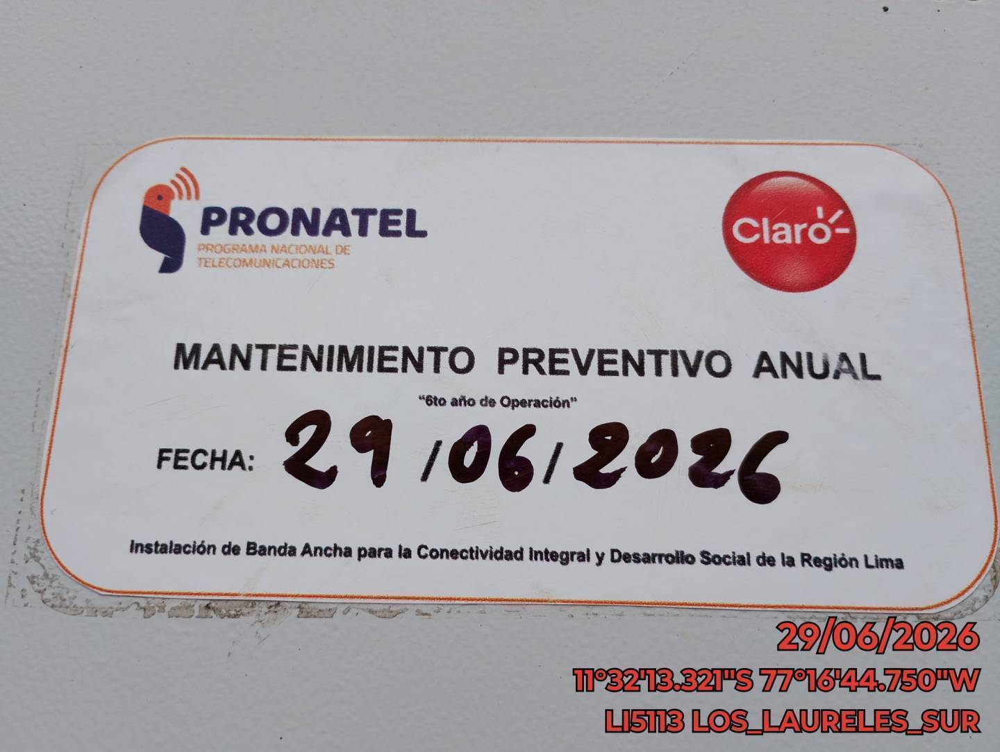 PRONATEL
PROGRAMA NACIONAL DE
TELECOMUNICACIONES
Claro
MANTENIMIENTO PREVENTIVO ANUAL
“6to año de Operación”
FECHA: 29/06/2026
Instalación de Banda Ancha para la Conectividad Integral y Desarrollo Social de la Región Lima
29/06/2026
11°32'13.321"S 77°16'44.750"W
LI5113 LOS_LAURELES_SUR